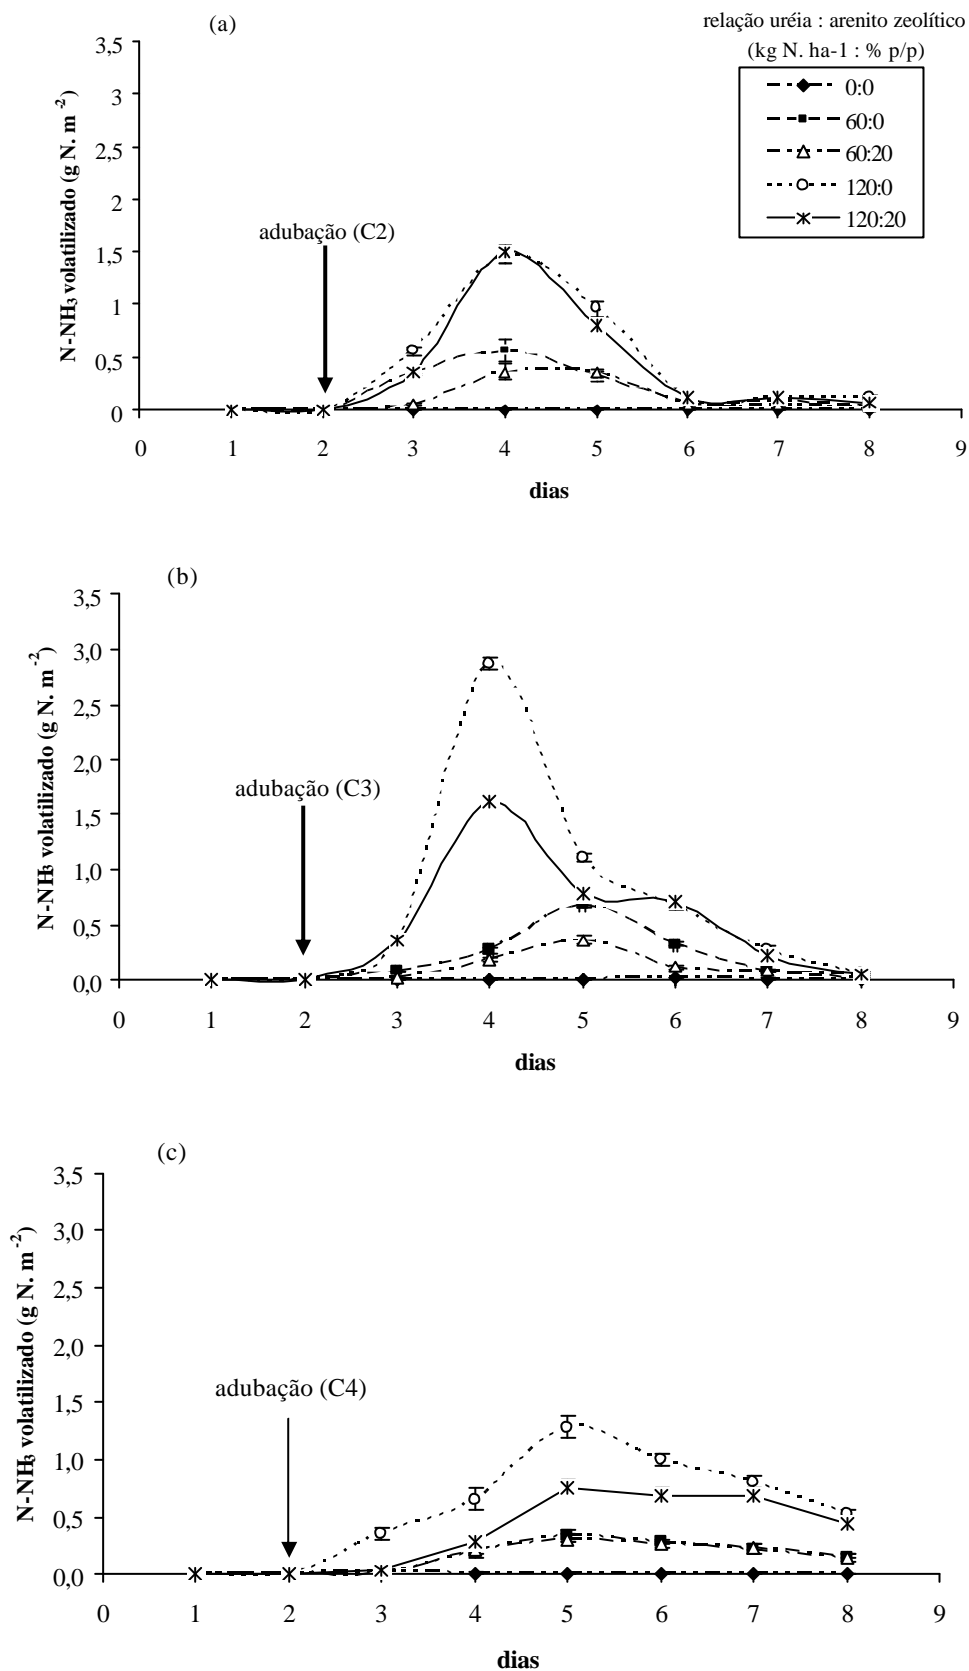 (a)
relação uréia : arenito zeolítico
(kg N. ha-1 : % p/p)
0:0
60:0
60:20
120:0
120:20
N-NH3 volatilizado (g N. m-2)
3,5
3
2,5
2
1,5
1
0,5
0
adubação (C2)
0 1 2 3 4 5 6 7 8 9
dias
(b)
N-NH3 volatilizado (g N. m-2)
3,5
3,0
2,5
2,0
1,5
1,0
0,5
0,0
adubação (C3)
0 1 2 3 4 5 6 7 8 9
dias
(c)
N-NH3 volatilizado (g N. m-2)
3,5
3,0
2,5
2,0
1,5
1,0
0,5
0,0
adubação (C4)
0 1 2 3 4 5 6 7 8 9
dias